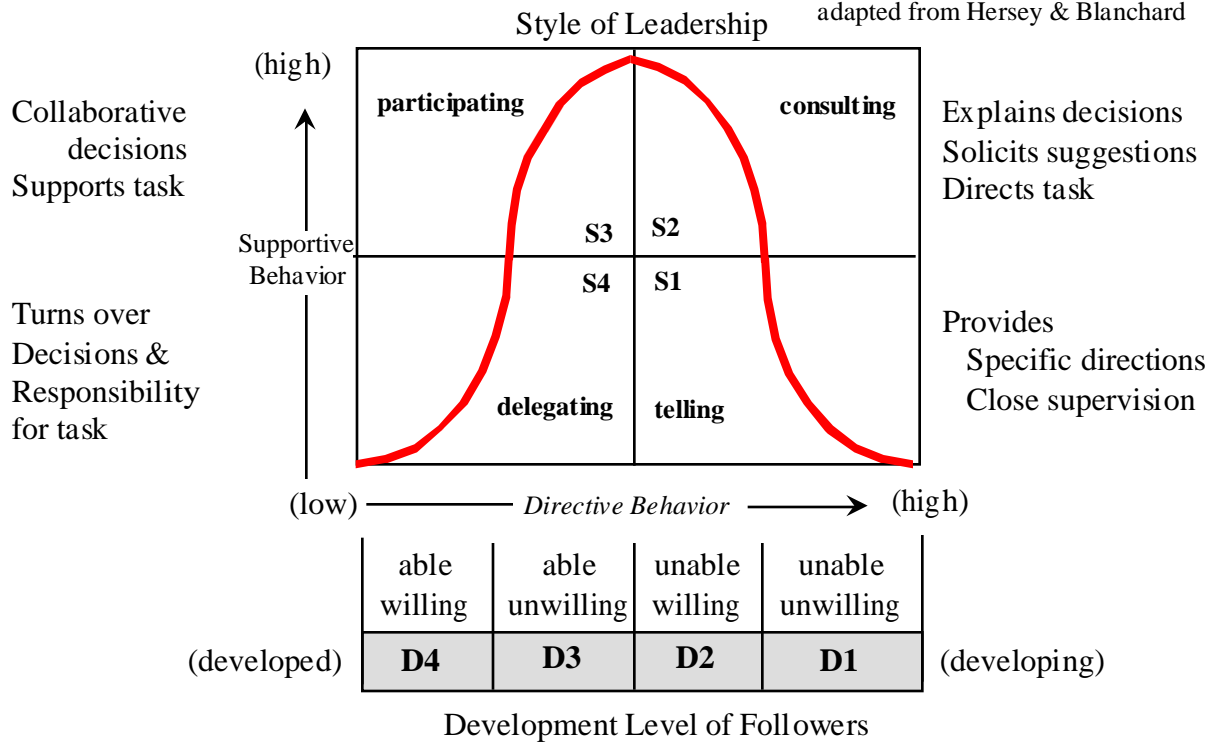 adapted from Hersey & Blanchard
Style of Leadership
(high)
participating
consulting
Collaborative
decisions
Supports task
Explains decisions
Solicits suggestions
Directs task
S3
S2
Supportive
Behavior
S4
S1
Turns over
Decisions &
Responsibility
for task
Provides
Specific directions
Close supervision
delegating
telling
(low)
Directive Behavior
(high)
able
willing
able
unwilling
unable
willing
unable
unwilling
(developed)
D4
D3
D2
D1
(developing)
Development Level of Followers